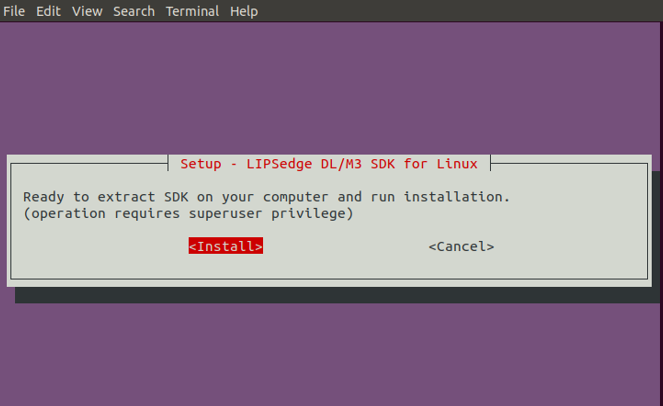 File Edit View Search Terminal Help
Setup - LIPSedge DL/M3 SDK for Linux
Ready to extract SDK on your computer and run installation.
(operation requires superuser privilege)
<Install> <Cancel>